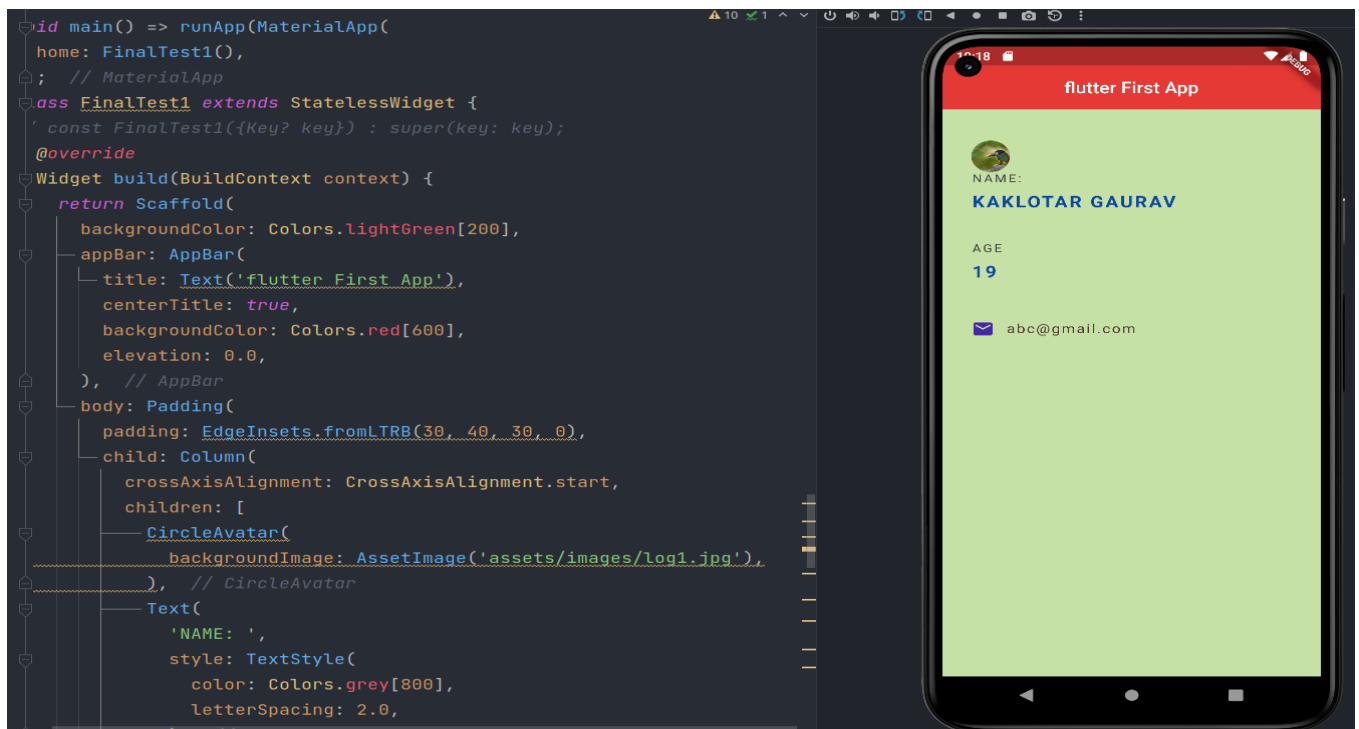 10 1
id main() => runApp(MaterialApp(
home: FinalTest1(),
; // MaterialApp
ass FinalTest1 extends StatelessWidget {
/ const FinalTest1({Key? key}) : super(key: key);
@override
Widget build(BuildContext context) {
return Scaffold(
backgroundColor: Colors.lightGreen[200],
appBar: AppBar(
title: Text('flutter First App'),
centerTitle: true,
backgroundColor: Colors.red[600],
elevation: 0.0,
), // AppBar
body: Padding(
padding: EdgeInsets.fromLTRB(30, 40, 30, 0),
child: Column(
crossAxisAlignment: CrossAxisAlignment.start,
children: [
CircleAvatar(
backgroundImage: AssetImage('assets/images/log1.jpg'),
), // CircleAvatar
Text(
'NAME: ',
style: TextStyle(
color: Colors.grey[800],
letterSpacing: 2.0,
DEBUG
flutter First App
NAME:
KAKLOTAR GAURAV
AGE
19
abc@gmail.com